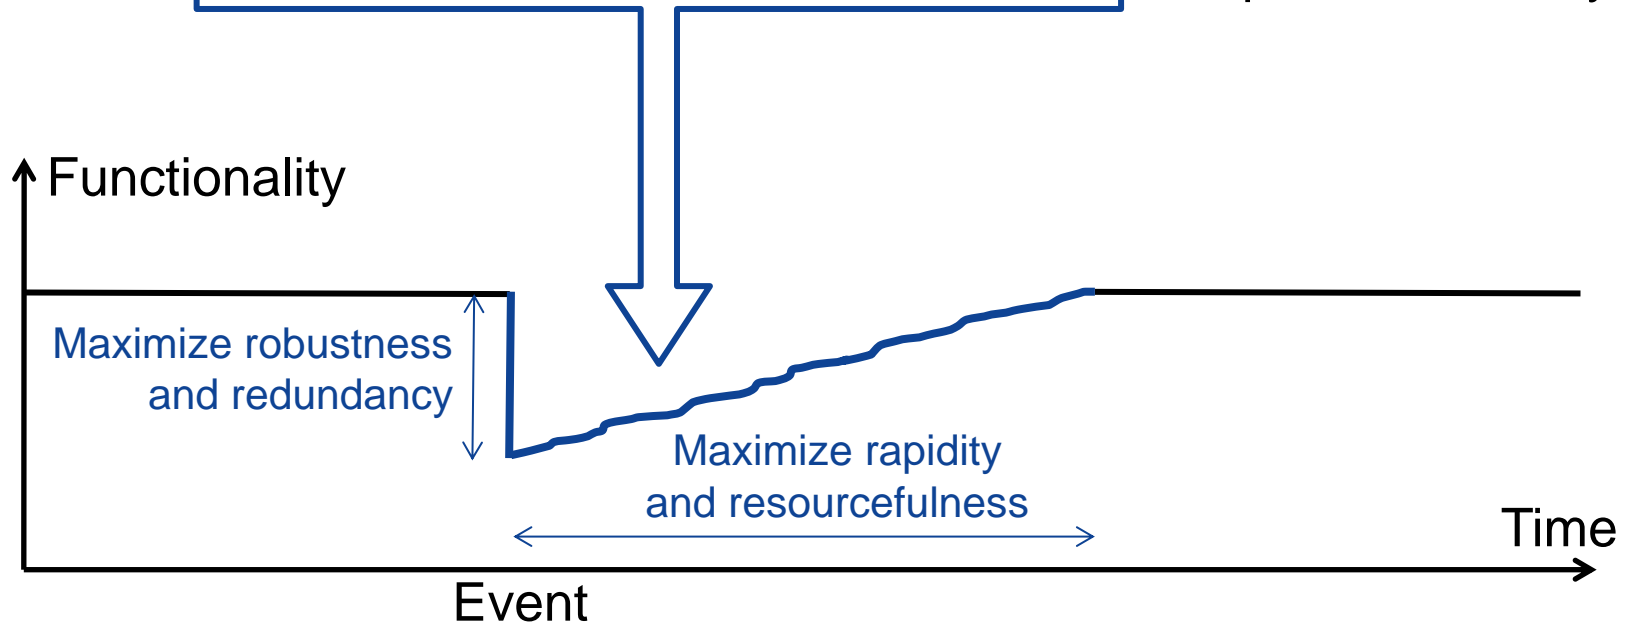 Functionality
Maximize robustness
and redundancy
Maximize rapidity
and resourcefulness
Time
Event